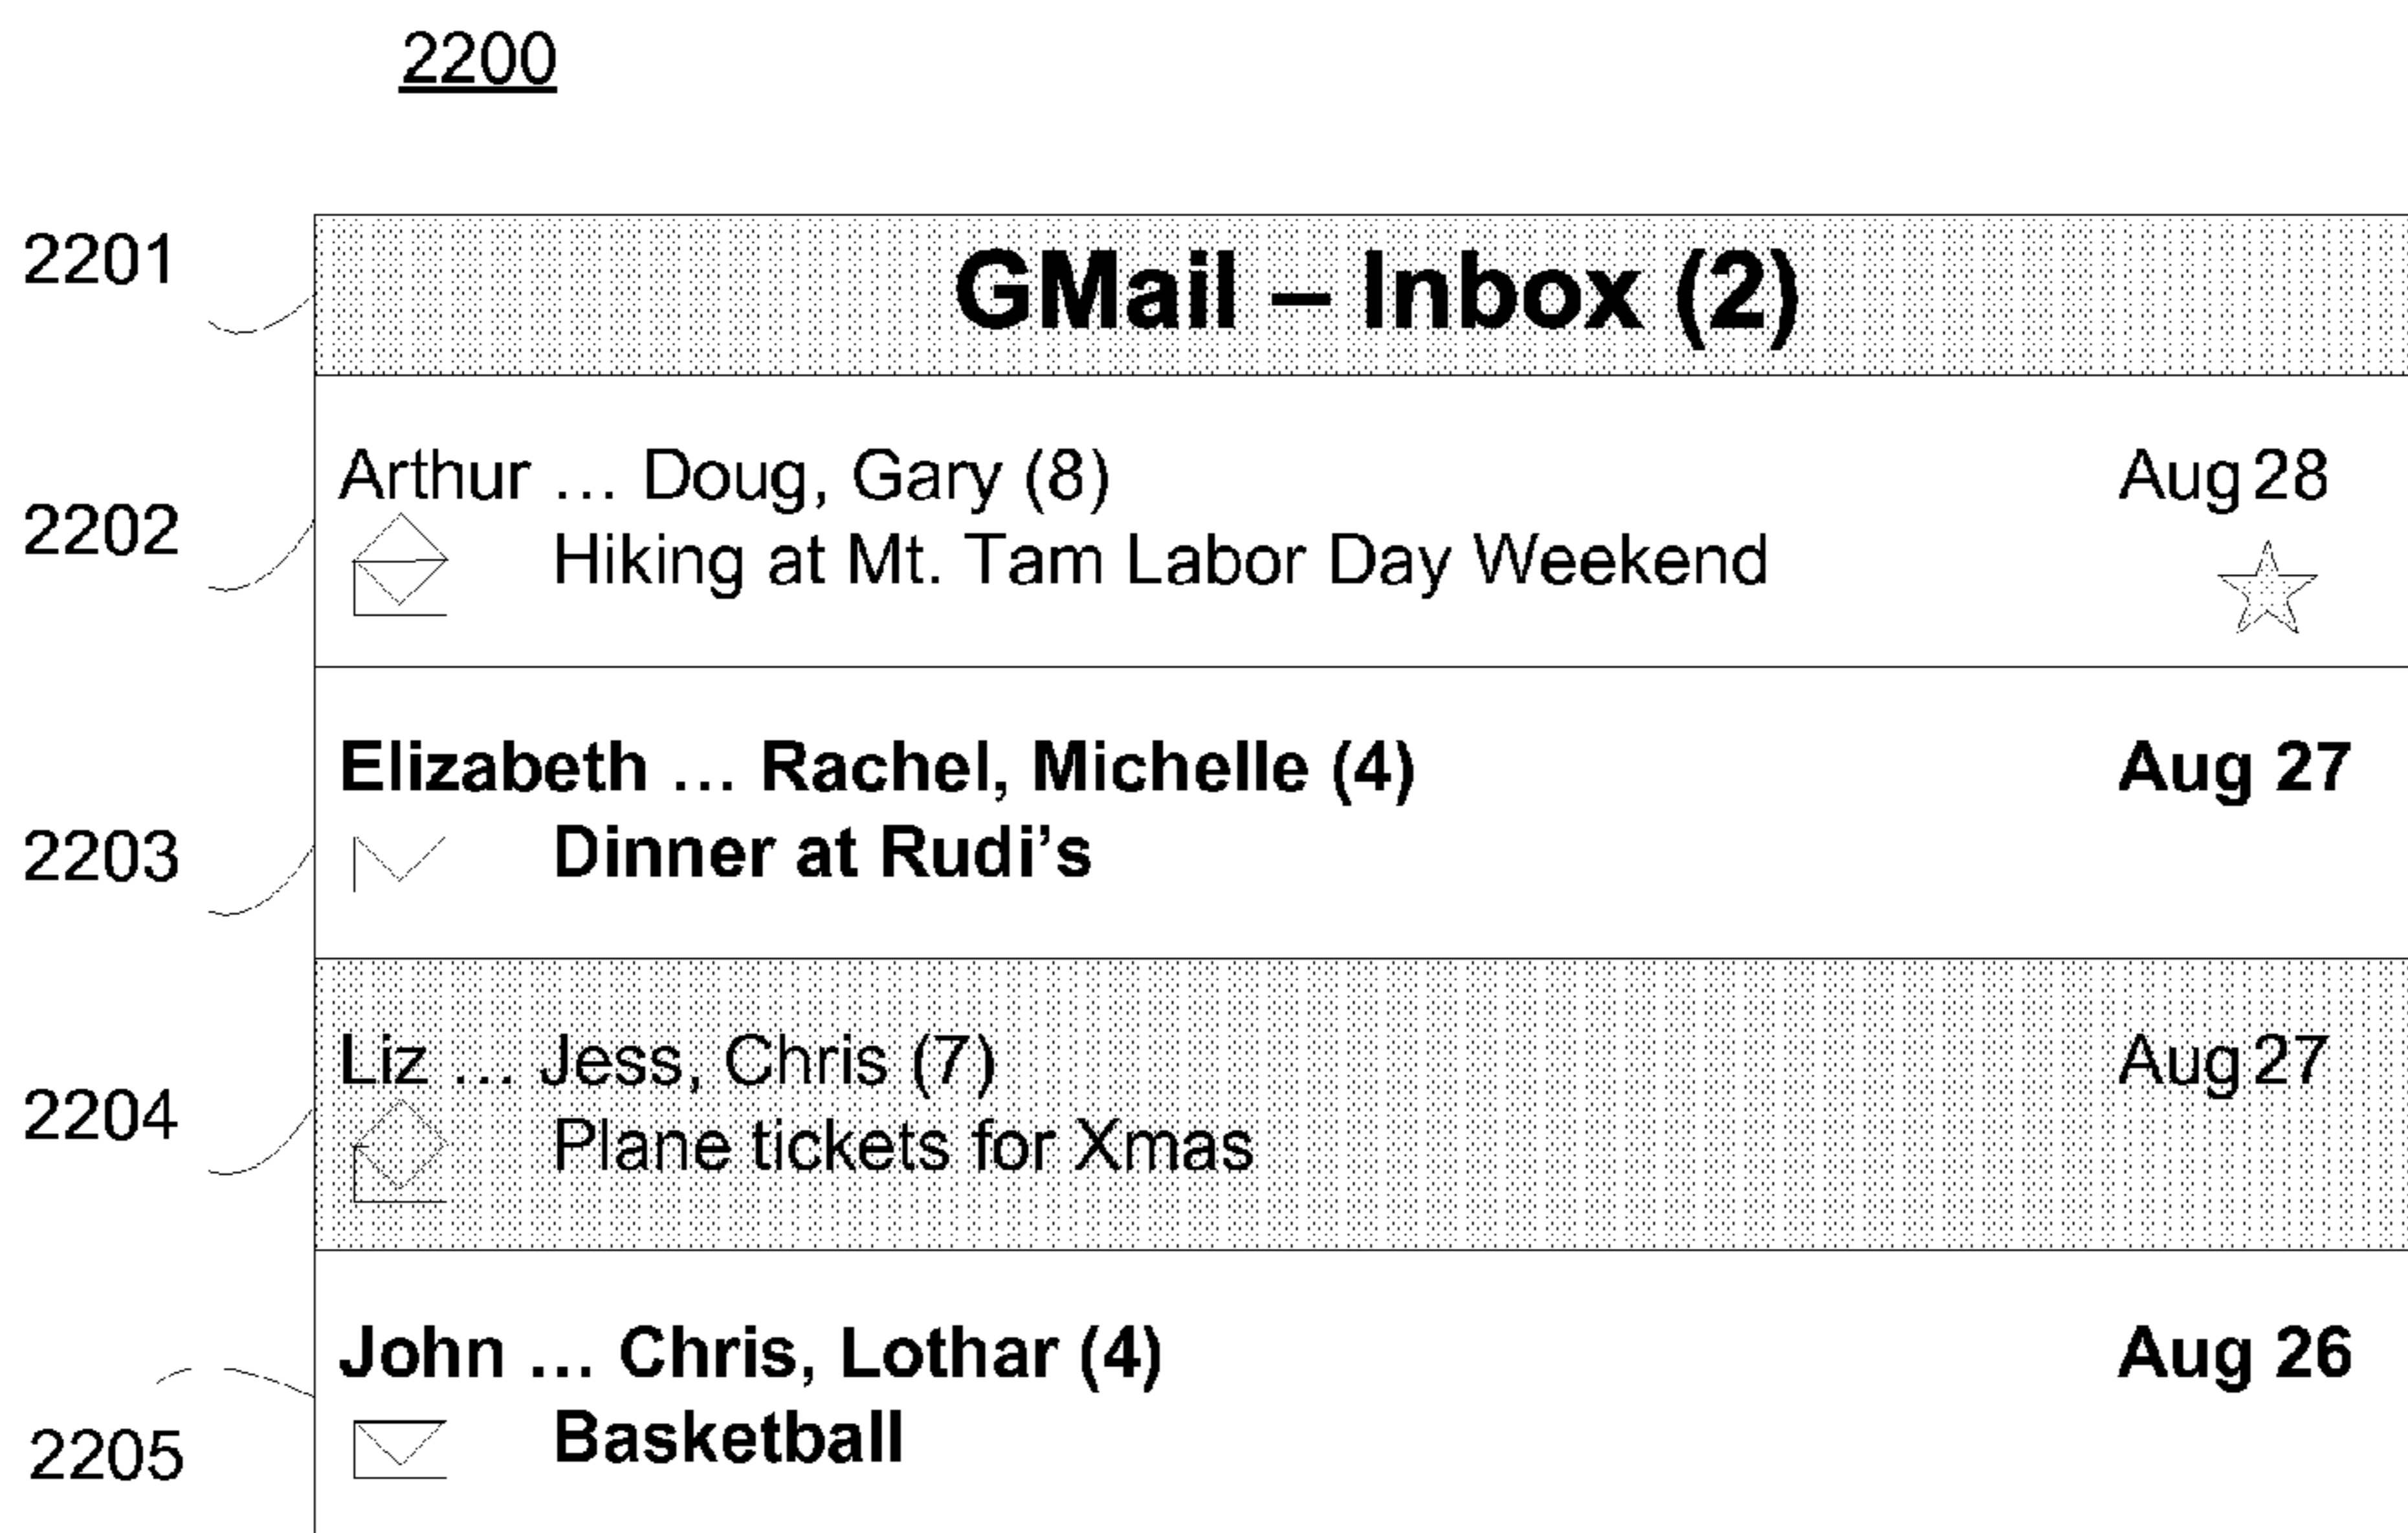 2200
2201
GMail – Inbox (2)
Arthur ... Doug, Gary (8) Aug 28
2202
Hiking at Mt. Tam Labor Day Weekend
Elizabeth ... Rachel, Michelle (4) Aug 27
2203
Dinner at Rudi’s
Liz ... Jess, Chris (7) Aug 27
2204
Plane tickets for Xmas
John ... Chris, Lothar (4) Aug 26
2205
Basketball